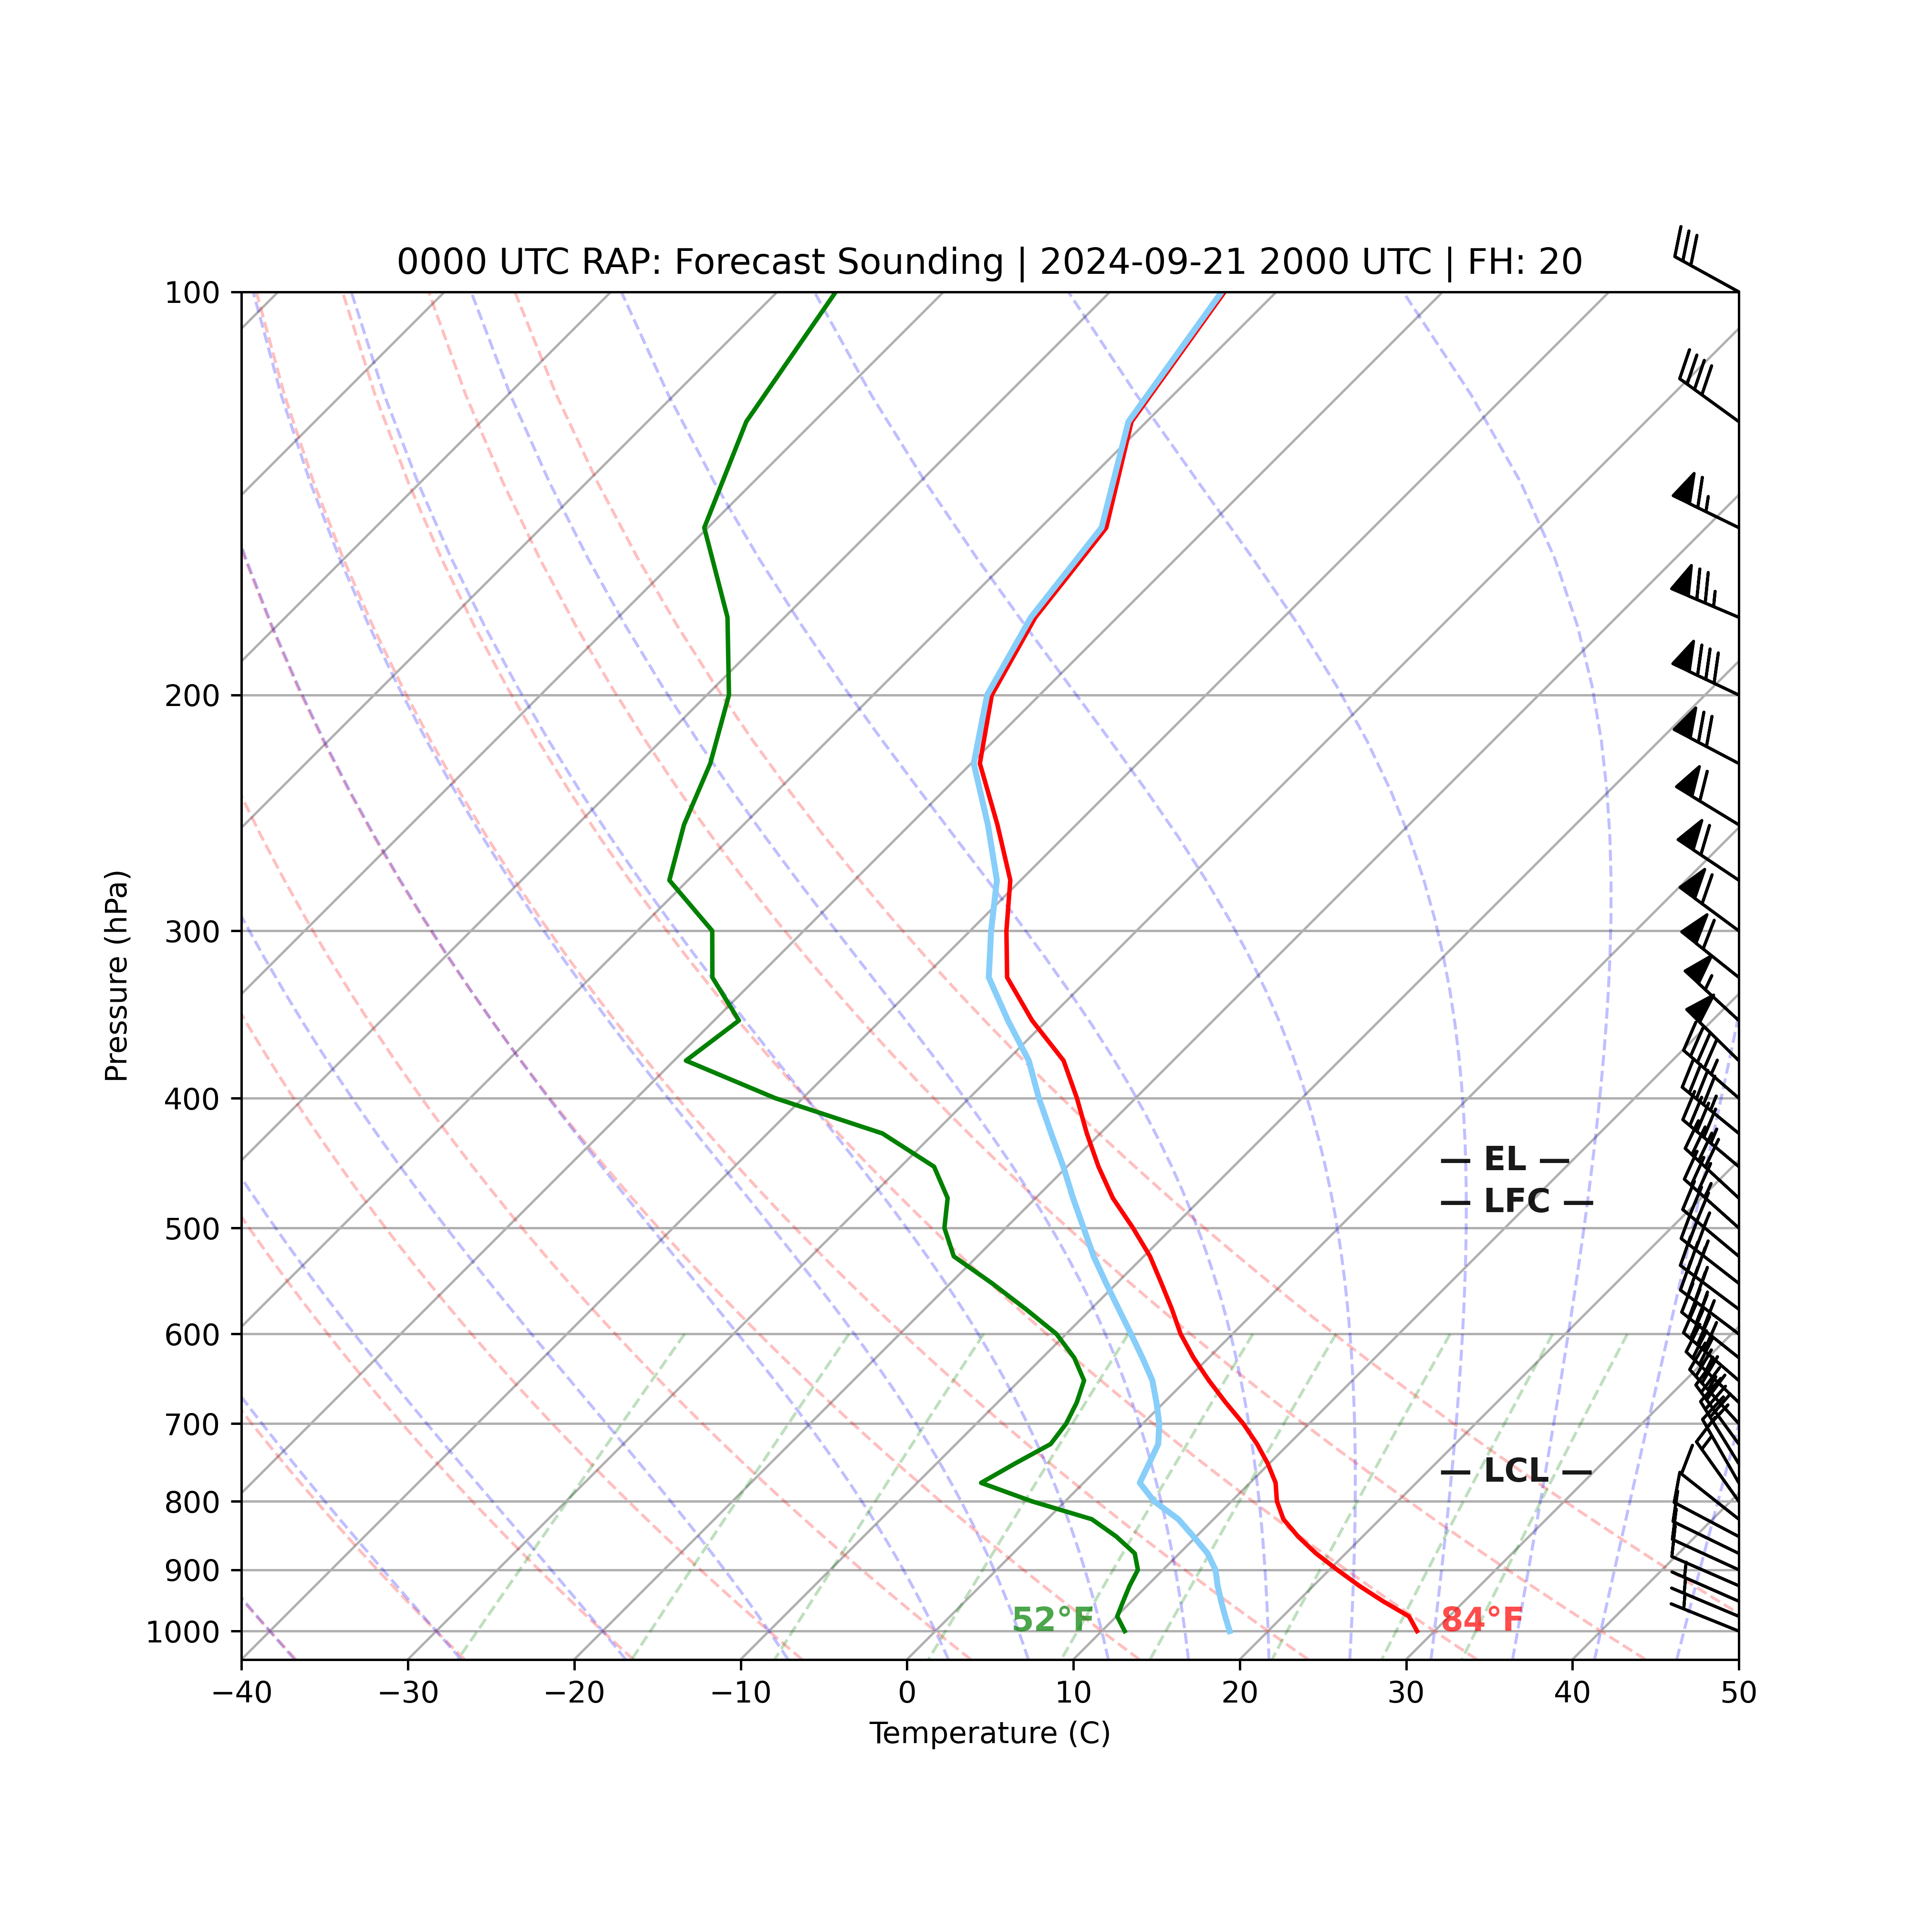 0000 UTC RAP: Forecast Sounding | 2024-09-21 2000 UTC | FH: 20
100
200
300
— EL —
— LFC —
400
500
600
700
— LCL —
800
900
52°F 84°F
1000
Pressure (hPa)
−40 −30 −20 −10 0 10 20 30 40 50
Temperature (C)